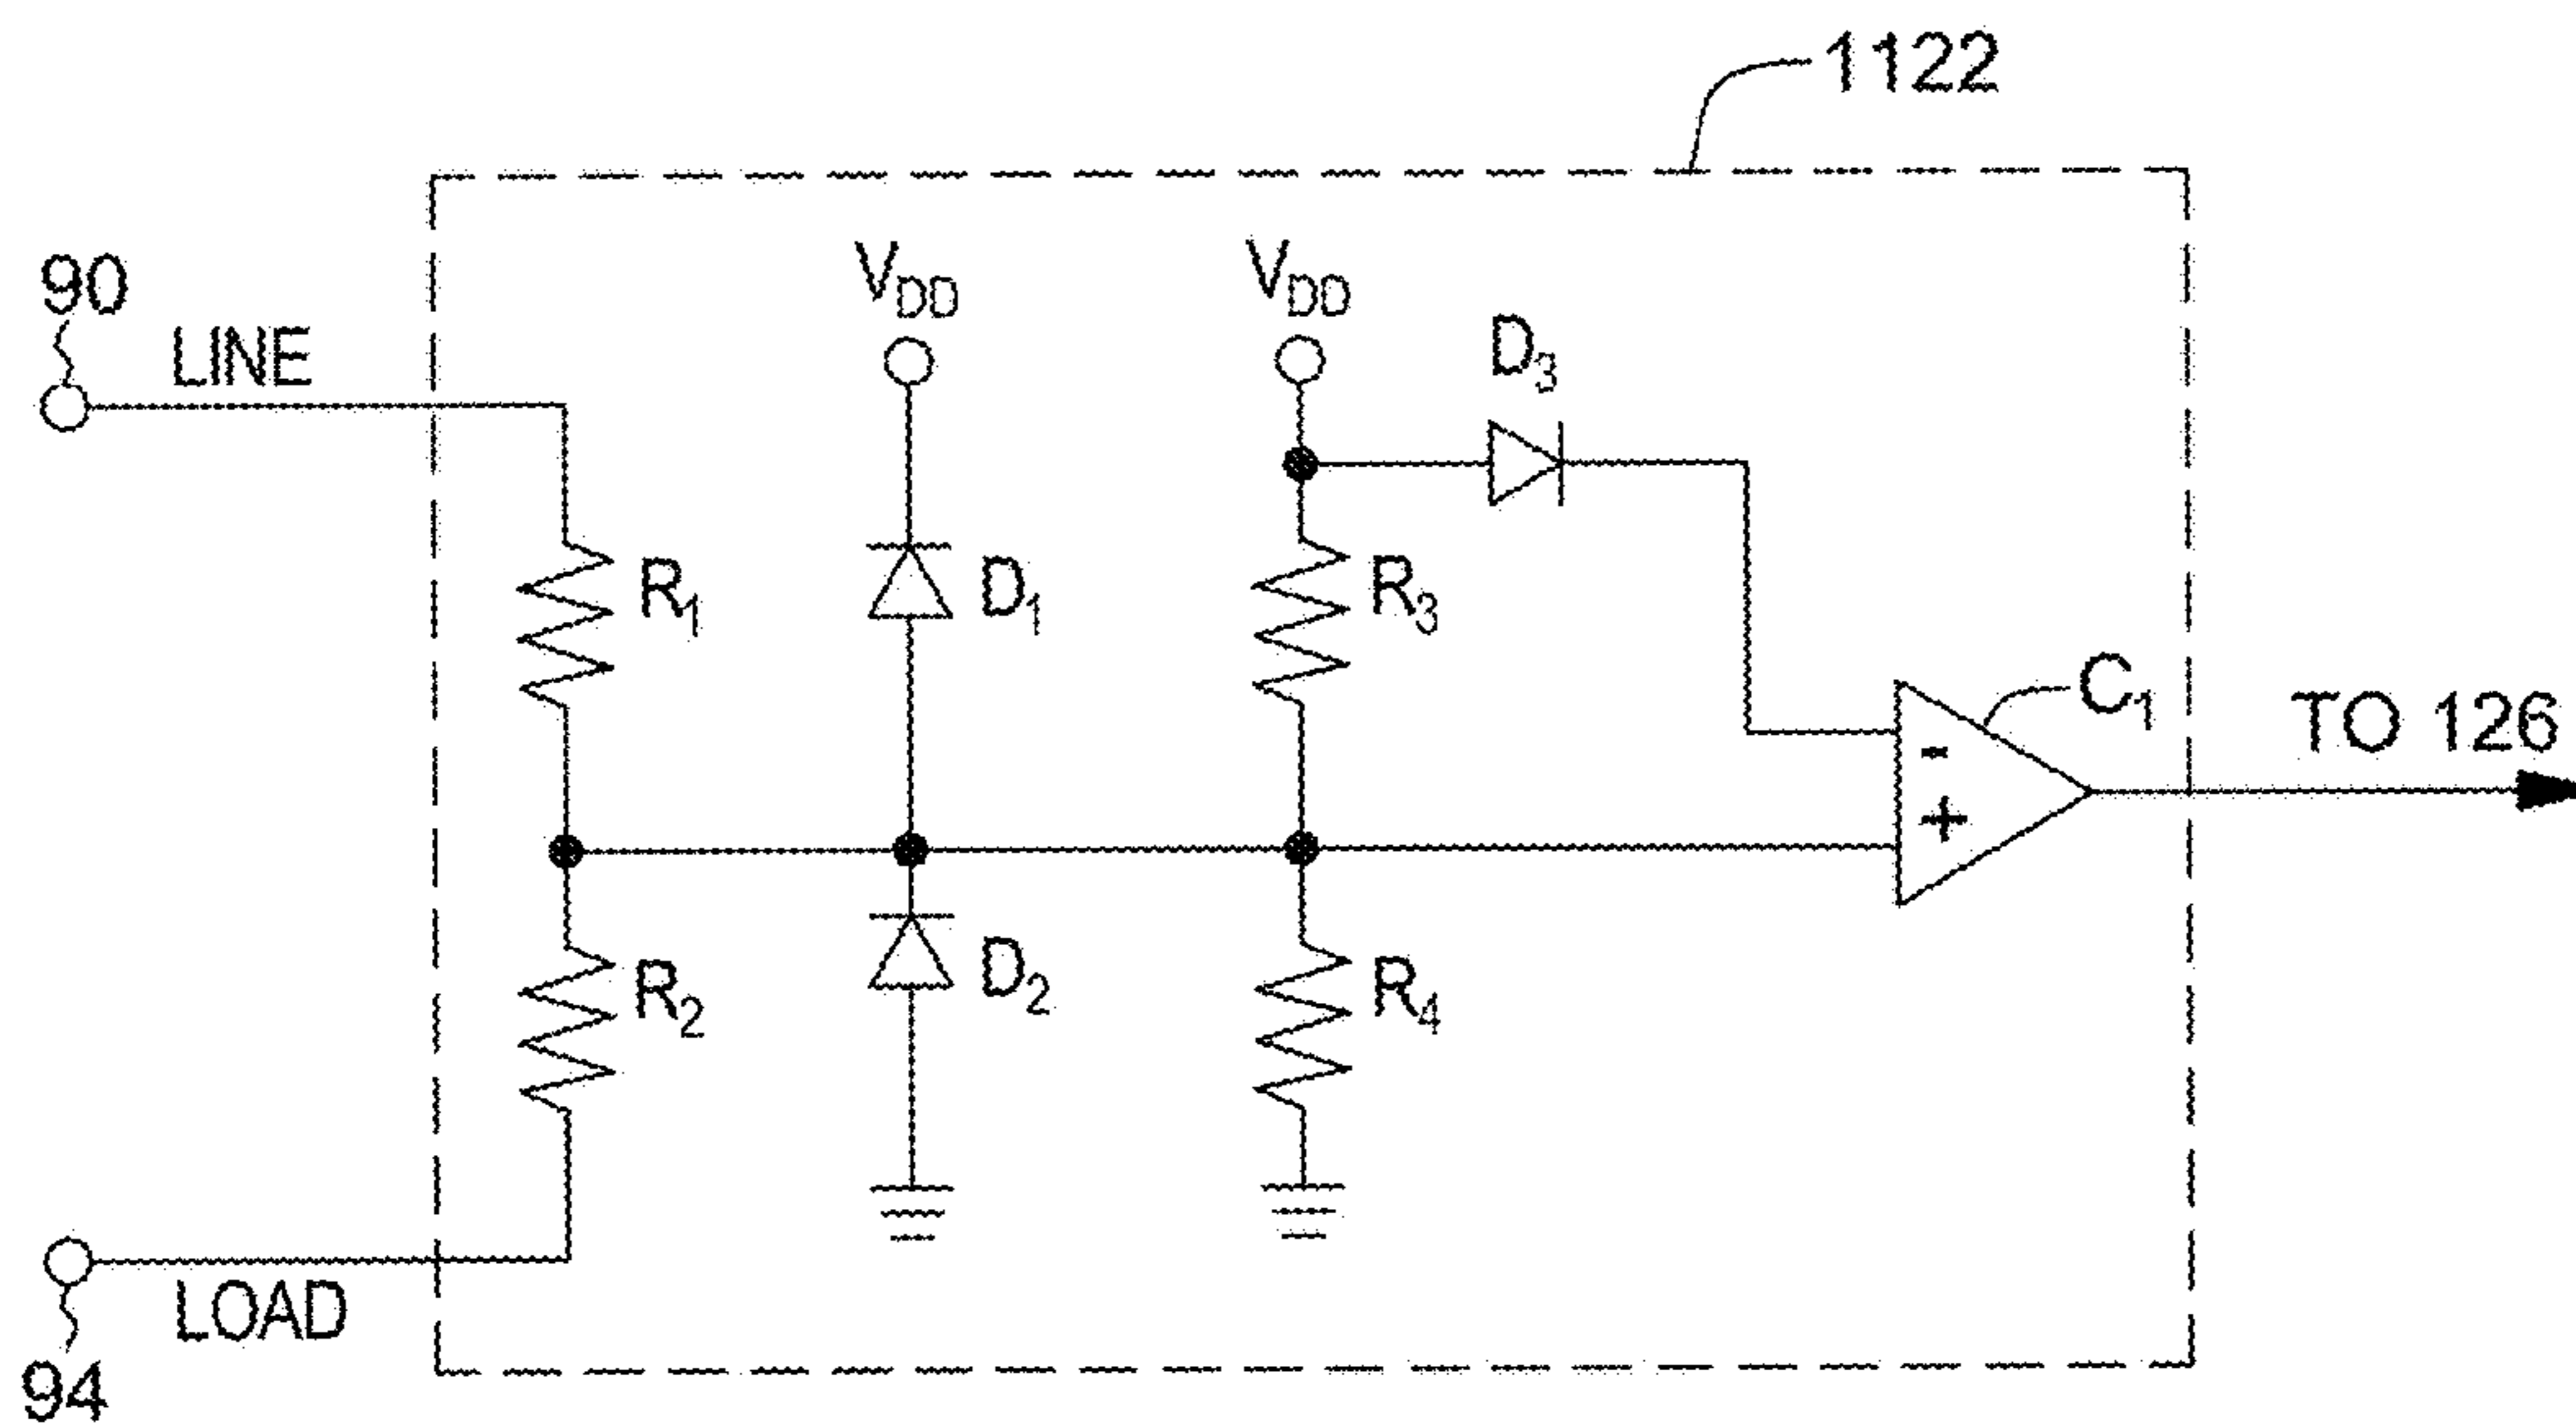 1122
90
LINE
VDD
VDD
D3
R1
D1
R3
C1
TO 126
-
+
R2
D2
R4
LOAD
94